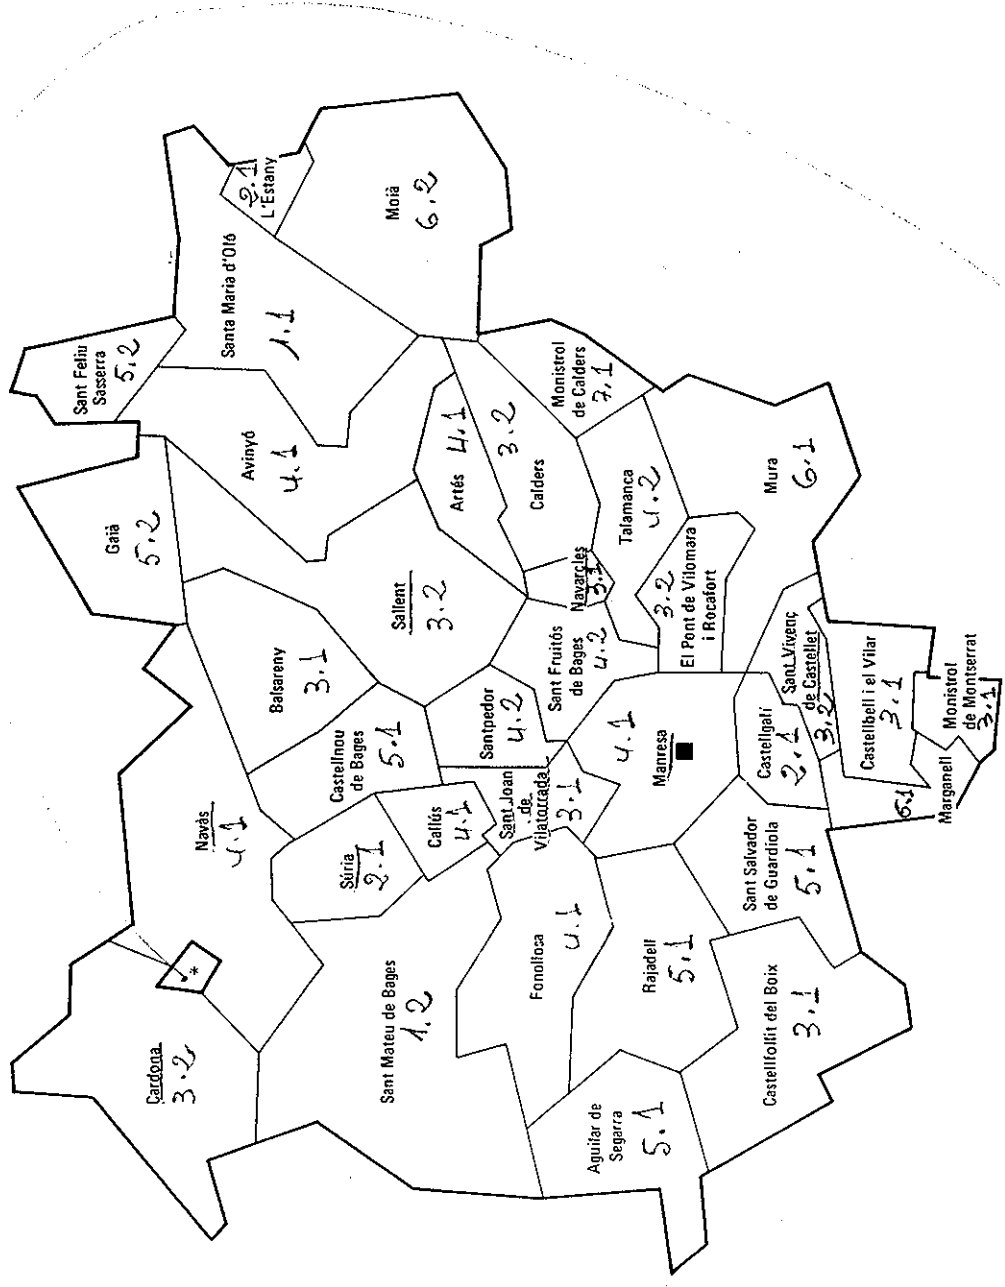 Sant Feliu
Sasserra
5.2
Santa Maria d'Oló
1.1
2.1
L'Estany
Moià
6.2
Gaià
5.2
Avinyó
4.1
Artés
4.1
Calders
3.2
Monistrol
de Calders
7.1
Navàs
4.1
Balsareny
3.1
Sallent
3.2
Navarcles
3.1
Talamanca
4.2
Mura
6.1
Castellnou
de Bages
5.1
Santpedor
4.2
Sant Fruitós
de Bages
4.2
3.2
El Pont de Vilomara
i Rocafort
Cardona
3.2
*
Súria
2.1
Callús
4.1
Sant Joan
de
Vilatorrada
3.1
Manresa
4.1
Castellgalí
2.1
Sant Vivenç
de Castellet
3.2
Castellbell i el Vilar
3.1
Monistrol
de Montserrat
3.1
Marganell
5.1
Sant Mateu de Bages
1.2
Fonollosa
4.1
Rajadell
5.1
Sant Salvador
de Guardiola
5.1
Aguilar de
Segarra
5.1
Castellfollit del Boix
3.1